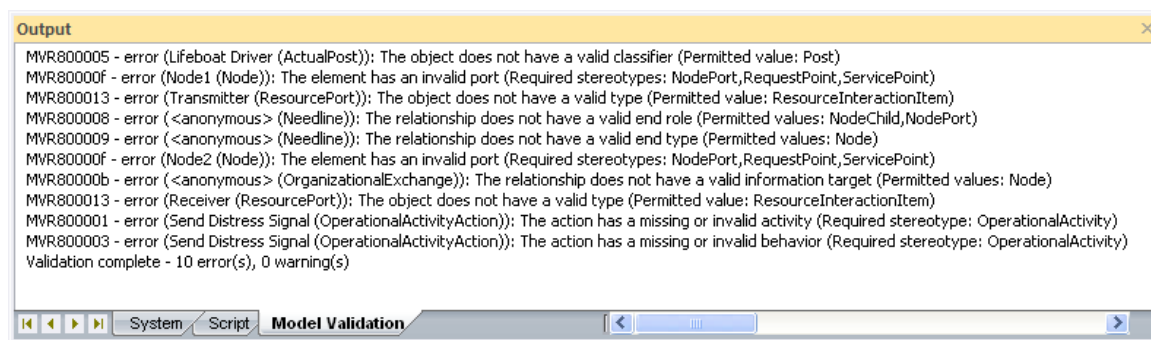 Output
MVR800005 - error (Lifeboat Driver (ActualPost)): The object does not have a valid classifier (Permitted value: Post)
MVR80000f - error (Node1 (Node)): The element has an invalid port (Required stereotypes: NodePort,RequestPoint,ServicePoint)
MVR800013 - error (Transmitter (ResourcePort)): The object does not have a valid type (Permitted value: ResourceInteractionItem)
MVR800008 - error (<anonymous> (Needline)): The relationship does not have a valid end role (Permitted values: NodeChild,NodePort)
MVR800009 - error (<anonymous> (Needline)): The relationship does not have a valid end type (Permitted values: Node)
MVR80000f - error (Node2 (Node)): The element has an invalid port (Required stereotypes: NodePort,RequestPoint,ServicePoint)
MVR80000b - error (<anonymous> (OrganizationalExchange)): The relationship does not have a valid information target (Permitted values: Node)
MVR800013 - error (Receiver (ResourcePort)): The object does not have a valid type (Permitted value: ResourceInteractionItem)
MVR800001 - error (Send Distress Signal (OperationalActivityAction)): The action has a missing or invalid activity (Required stereotype: OperationalActivity)
MVR800003 - error (Send Distress Signal (OperationalActivityAction)): The action has a missing or invalid behavior (Required stereotype: OperationalActivity)
Validation complete - 10 error(s), 0 warning(s)
System Script Model Validation